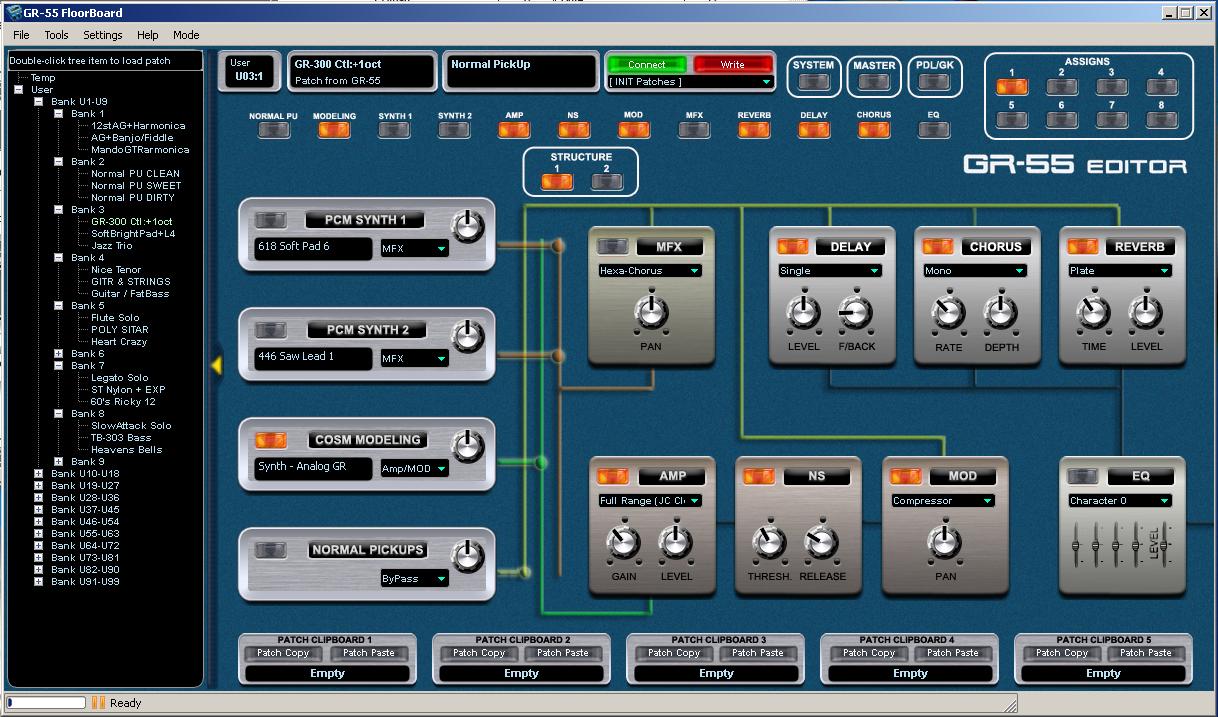 GR-55 FloorBoard
File Tools Settings Help Mode
Double-click tree item to load patch
Temp
User
Bank U1-U9
Bank 1
12stAG+Harmonica
AG+Banjo/Fiddle
MandoGTRarmonica
Bank 2
Normal PU CLEAN
Normal PU SWEET
Normal PU DIRTY
Bank 3
GR-300 Ctl:+1oct
SoftBrightPad+L4
Jazz Trio
Bank 4
Nice Tenor
GITR & STRINGS
Guitar / FatBass
Bank 5
Flute Solo
POLY SITAR
Heart Crazy
Bank 6
Bank 7
Legato Solo
ST Nylon + EXP
60's Ricky 12
Bank 8
SlowAttack Solo
TB-303 Bass
Heavens Bells
Bank 9
Bank U10-U18
Bank U19-U27
Bank U28-U36
Bank U37-U45
Bank U46-U54
Bank U55-U63
Bank U64-U72
Bank U73-U81
Bank U82-U90
Bank U91-U99
User
U03:1
GR-300 Ctl:+1oct
Patch from GR-55
Normal PickUp
Connect Write
[ INIT Patches ]
SYSTEM MASTER PDL/GK
ASSIGNS
1 2 3 4
5 6 7 8
NORMAL PU MODELING SYNTH 1 SYNTH 2 AMP NS MOD MFX REVERB DELAY CHORUS EQ
STRUCTURE
1 2
GR-55 EDITOR
PCM SYNTH 1
618 Soft Pad 6 MFX
PCM SYNTH 2
446 Saw Lead 1 MFX
COSM MODELING
Synth - Analog GR Amp/MOD
NORMAL PICKUPS
ByPass
MFX
Hexa-Chorus
PAN
DELAY
Single
LEVEL F/BACK
CHORUS
Mono
RATE DEPTH
REVERB
Plate
TIME LEVEL
AMP
Full Range (JC Cl
GAIN LEVEL
NS
THRESH. RELEASE
MOD
Compressor
PAN
EQ
Character 0
LEVEL
PATCH CLIPBOARD 1
Patch Copy Patch Paste
Empty
PATCH CLIPBOARD 2
Patch Copy Patch Paste
Empty
PATCH CLIPBOARD 3
Patch Copy Patch Paste
Empty
PATCH CLIPBOARD 4
Patch Copy Patch Paste
Empty
PATCH CLIPBOARD 5
Patch Copy Patch Paste
Empty
Ready